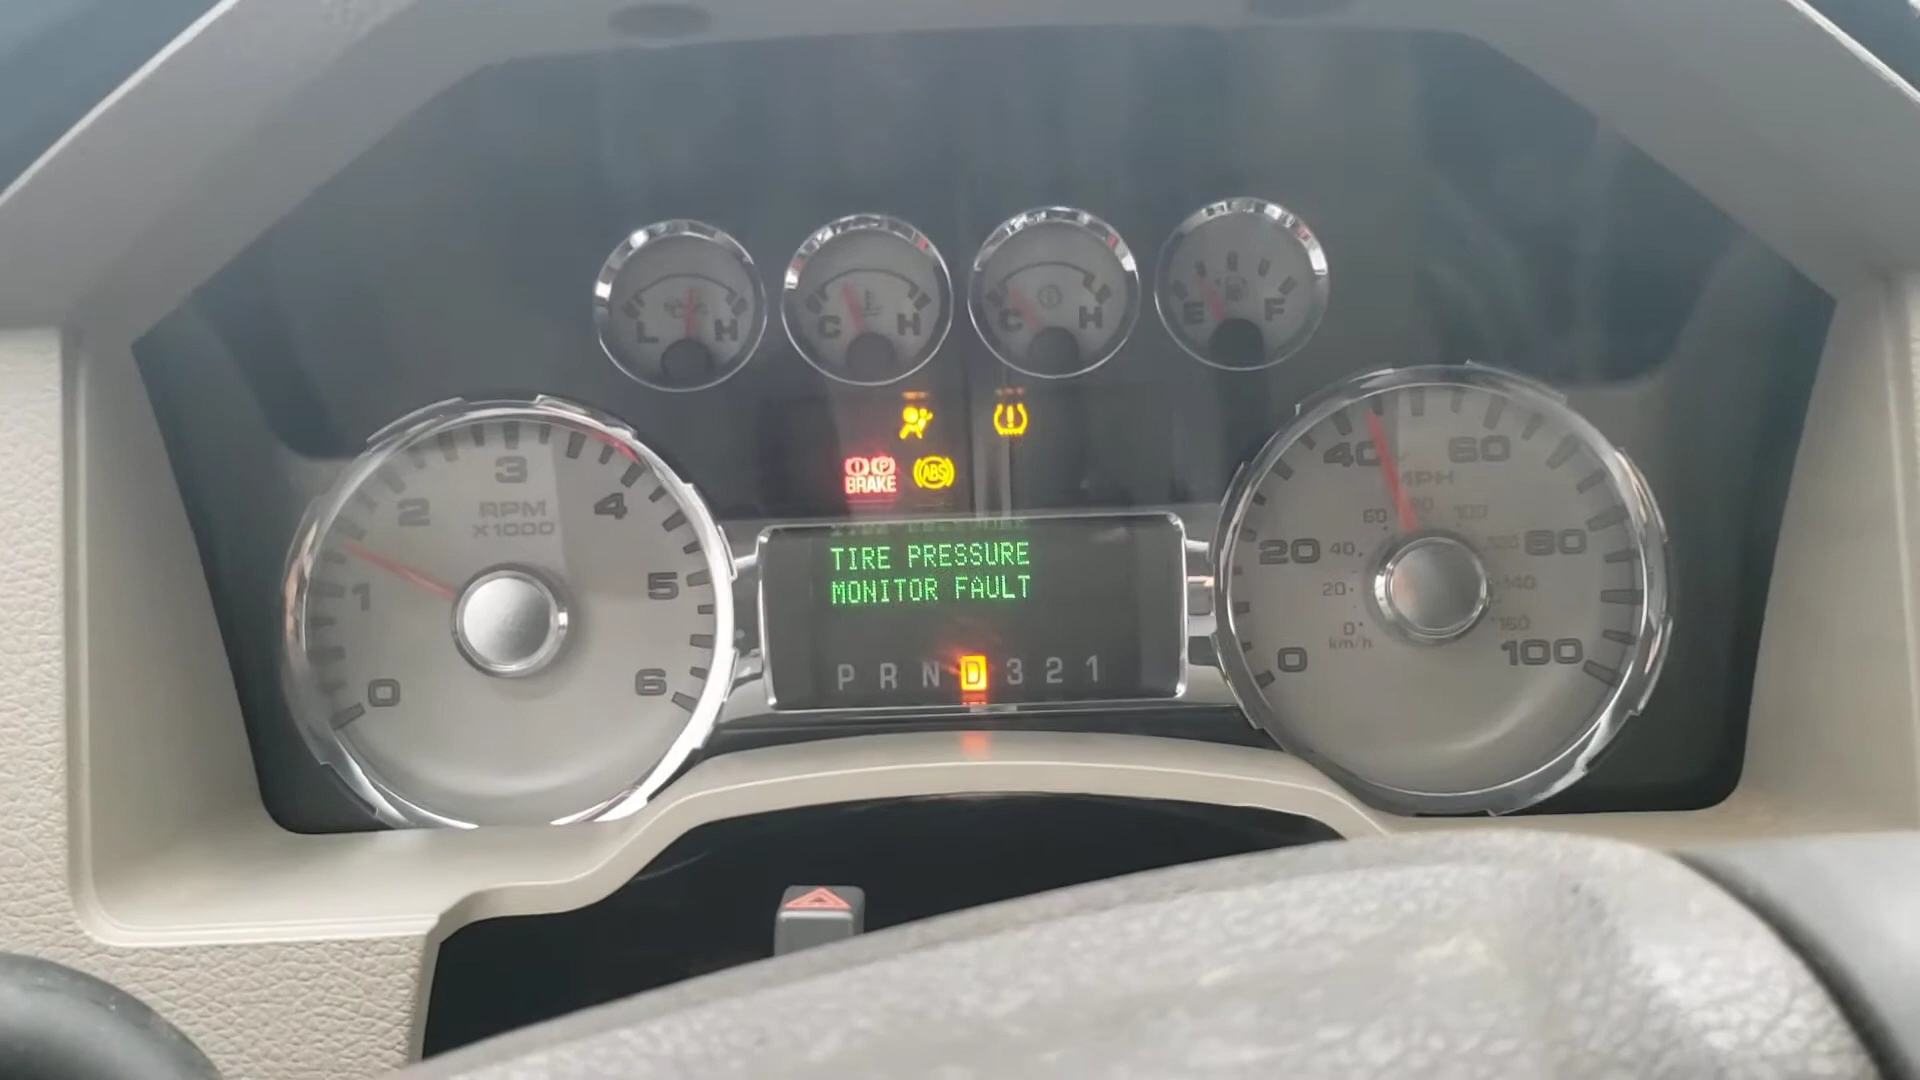 L H
C H
C H
E F
BRAKE
ABS
0 1 2 3 4 5 6
RPM
X1000
TIRE PRESSURE
MONITOR FAULT
P R N D 3 2 1
0 20 40 60 80 100
MPH
0 20 40 60 80 100 140 160
km/h